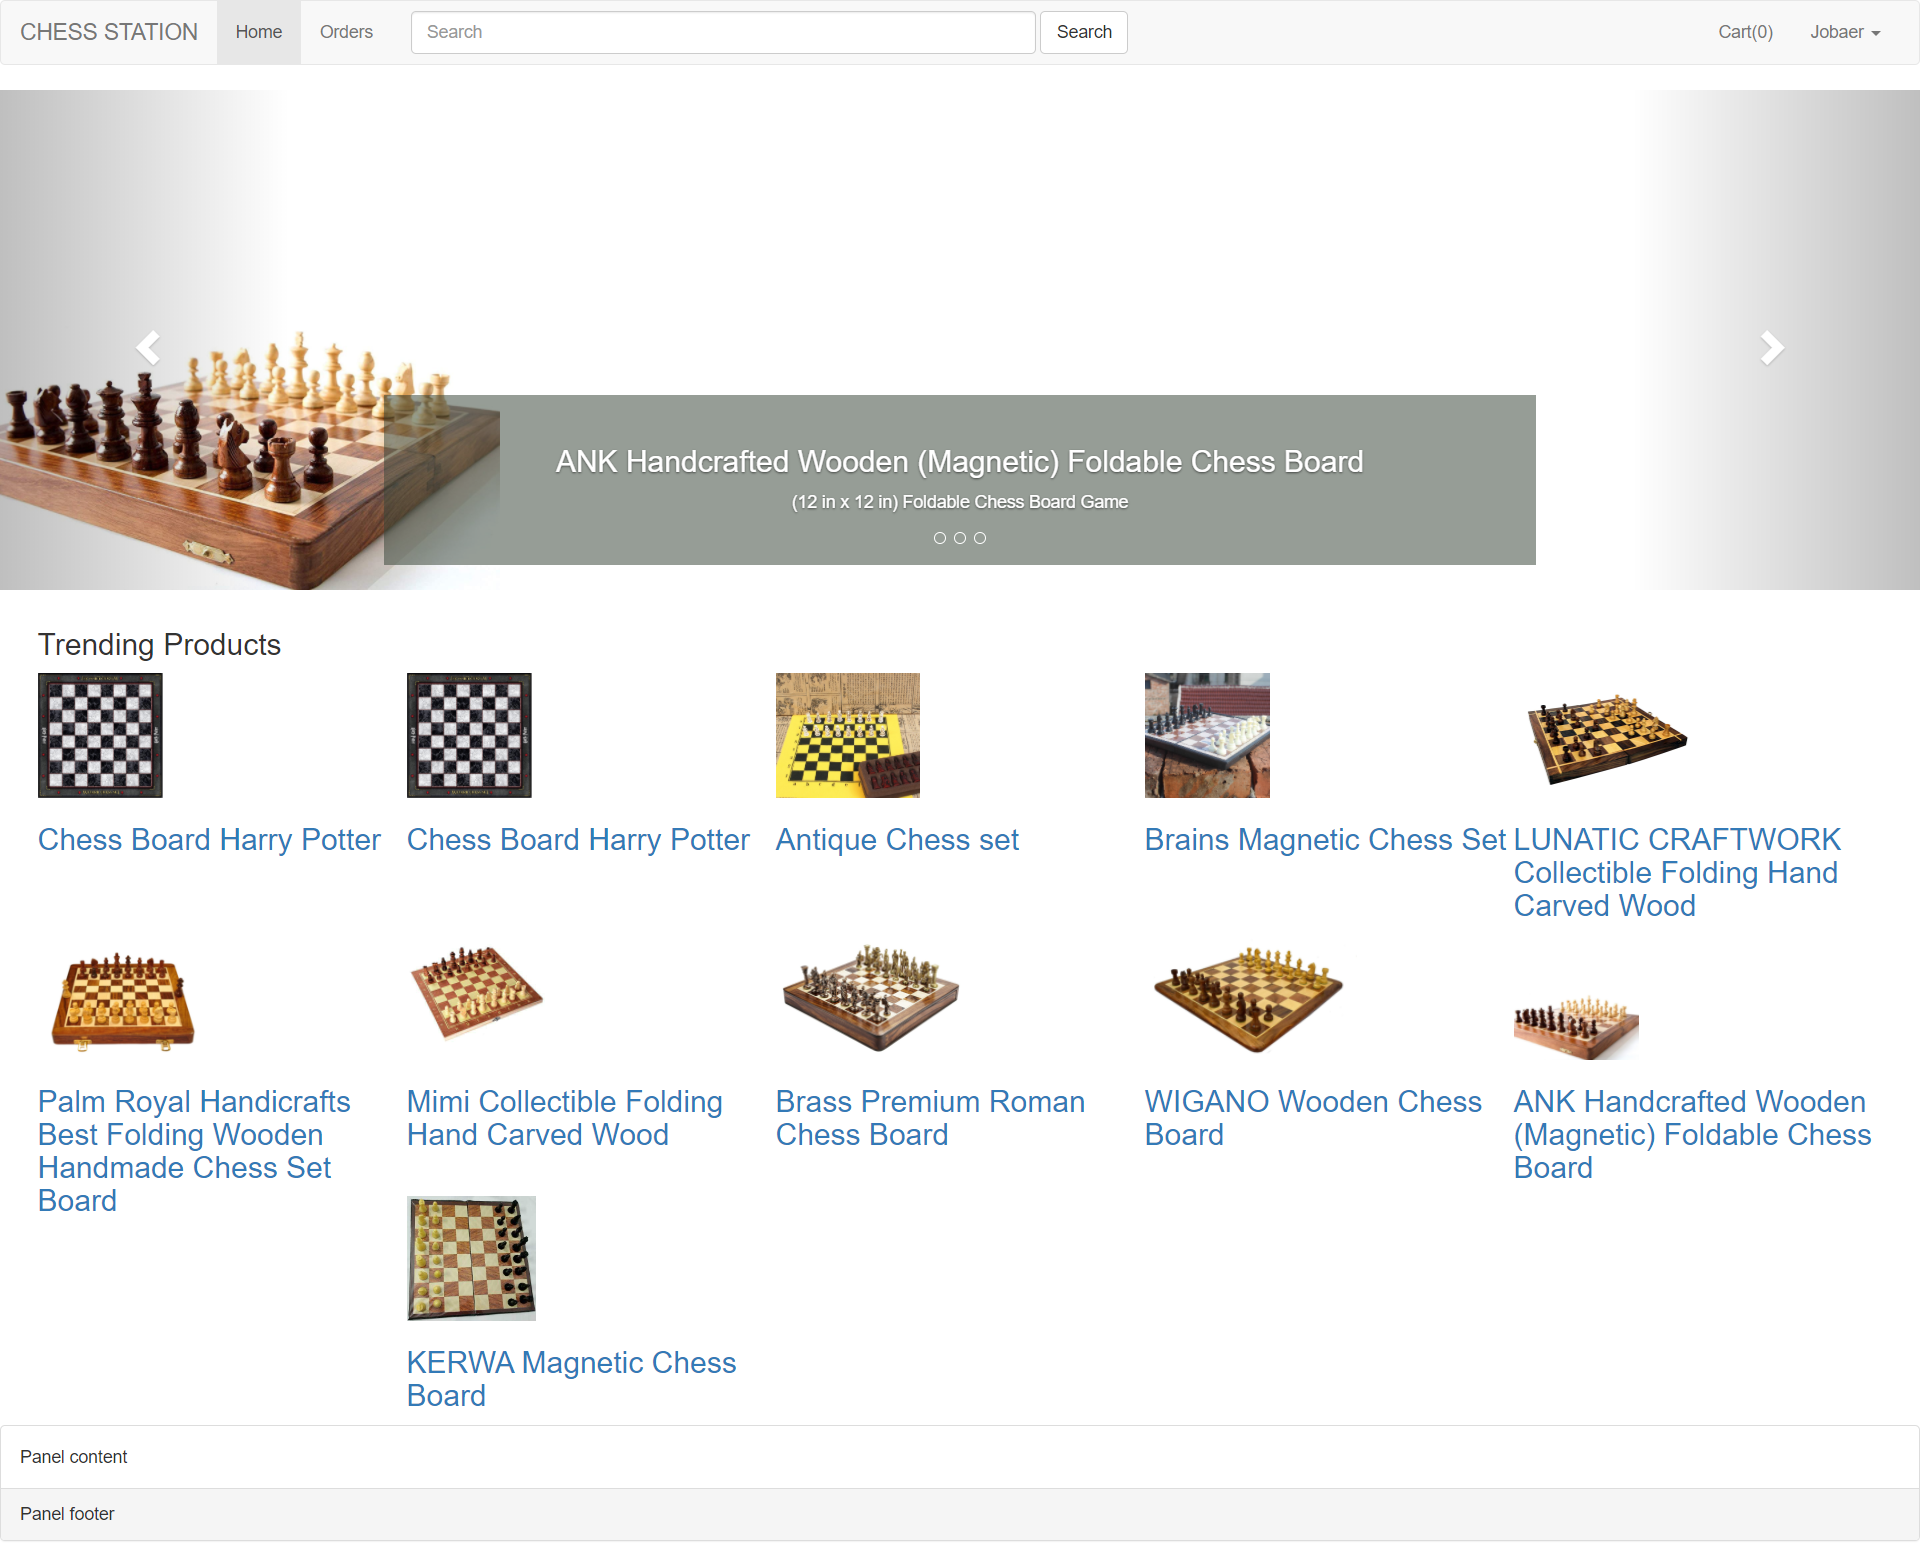 CHESS STATION Home Orders Search Search Cart(0) Jobaer
ANK Handcrafted Wooden (Magnetic) Foldable Chess Board
(12 in x 12 in) Foldable Chess Board Game
Trending Products
Chess Board Harry Potter
Chess Board Harry Potter
Antique Chess set
Brains Magnetic Chess Set
LUNATIC CRAFTWORK
Collectible Folding Hand
Carved Wood
Palm Royal Handicrafts
Best Folding Wooden
Handmade Chess Set
Board
Mimi Collectible Folding
Hand Carved Wood
Brass Premium Roman
Chess Board
WIGANO Wooden Chess
Board
ANK Handcrafted Wooden
(Magnetic) Foldable Chess
Board
KERWA Magnetic Chess
Board
Panel content
Panel footer